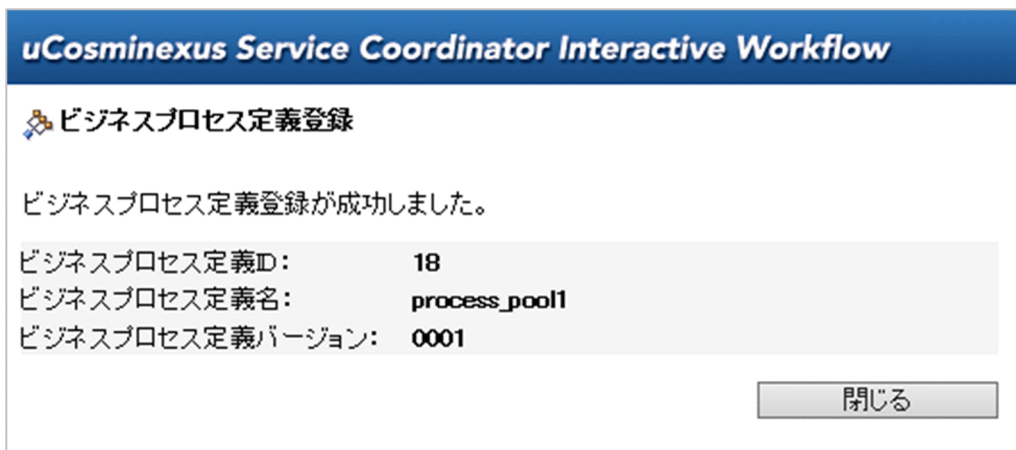 uCosminexus Service Coordinator Interactive Workflow
ビジネスプロセス定義登録
ビジネスプロセス定義登録が成功しました。
ビジネスプロセス定義ID： 18
ビジネスプロセス定義名： process_pool1
ビジネスプロセス定義バージョン： 0001
閉じる